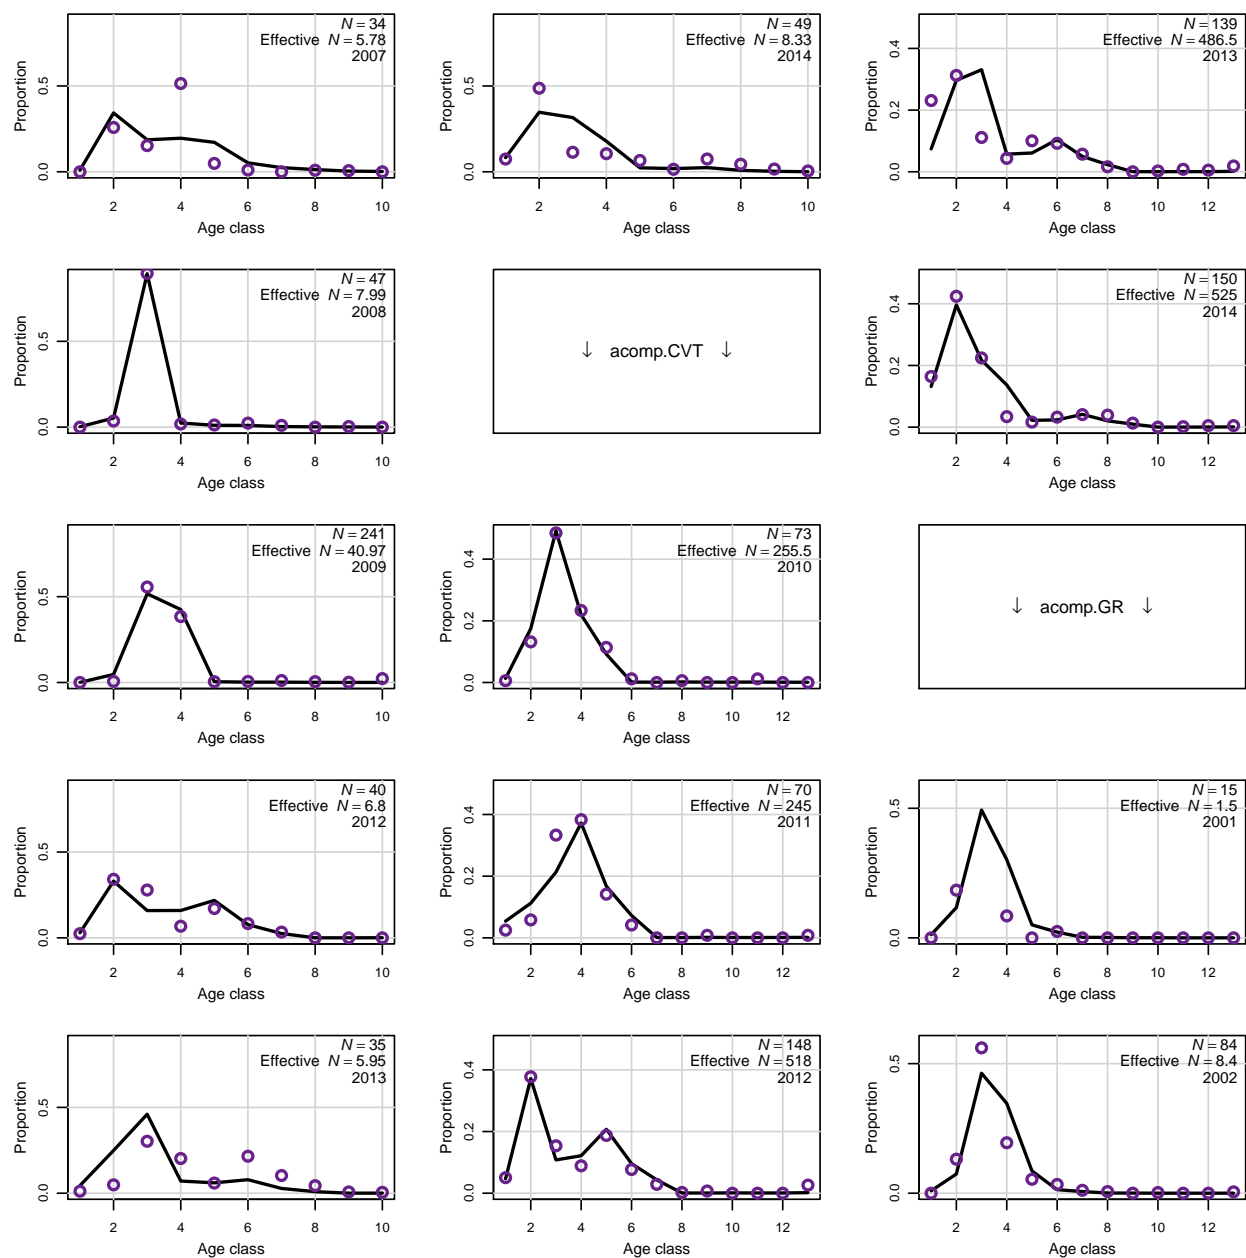 N = 34
Effective N = 5.78
2007
0.0 0.5
Proportion
2 4 6 8 10
Age class
N = 49
Effective N = 8.33
2014
0.0 0.5
Proportion
2 4 6 8 10
Age class
N = 139
Effective N = 486.5
2013
0.0 0.2 0.4
Proportion
2 4 6 8 10 12
Age class
N = 47
Effective N = 7.99
2008
0.0 0.5
Proportion
2 4 6 8 10
Age class
↓ acomp.CVT ↓
N = 150
Effective N = 525
2014
0.0 0.2 0.4
Proportion
2 4 6 8 10 12
Age class
N = 241
Effective N = 40.97
2009
0.0 0.5
Proportion
2 4 6 8 10
Age class
N = 73
Effective N = 255.5
2010
0.0 0.2 0.4
Proportion
2 4 6 8 10 12
Age class
↓ acomp.GR ↓
N = 40
Effective N = 6.8
2012
0.0 0.5
Proportion
2 4 6 8 10
Age class
N = 70
Effective N = 245
2011
0.0 0.2 0.4
Proportion
2 4 6 8 10 12
Age class
N = 15
Effective N = 1.5
2001
0.0 0.5
Proportion
2 4 6 8 10 12
Age class
N = 35
Effective N = 5.95
2013
0.0 0.5
Proportion
2 4 6 8 10
Age class
N = 148
Effective N = 518
2012
0.0 0.2 0.4
Proportion
2 4 6 8 10 12
Age class
N = 84
Effective N = 8.4
2002
0.0 0.5
Proportion
2 4 6 8 10 12
Age class